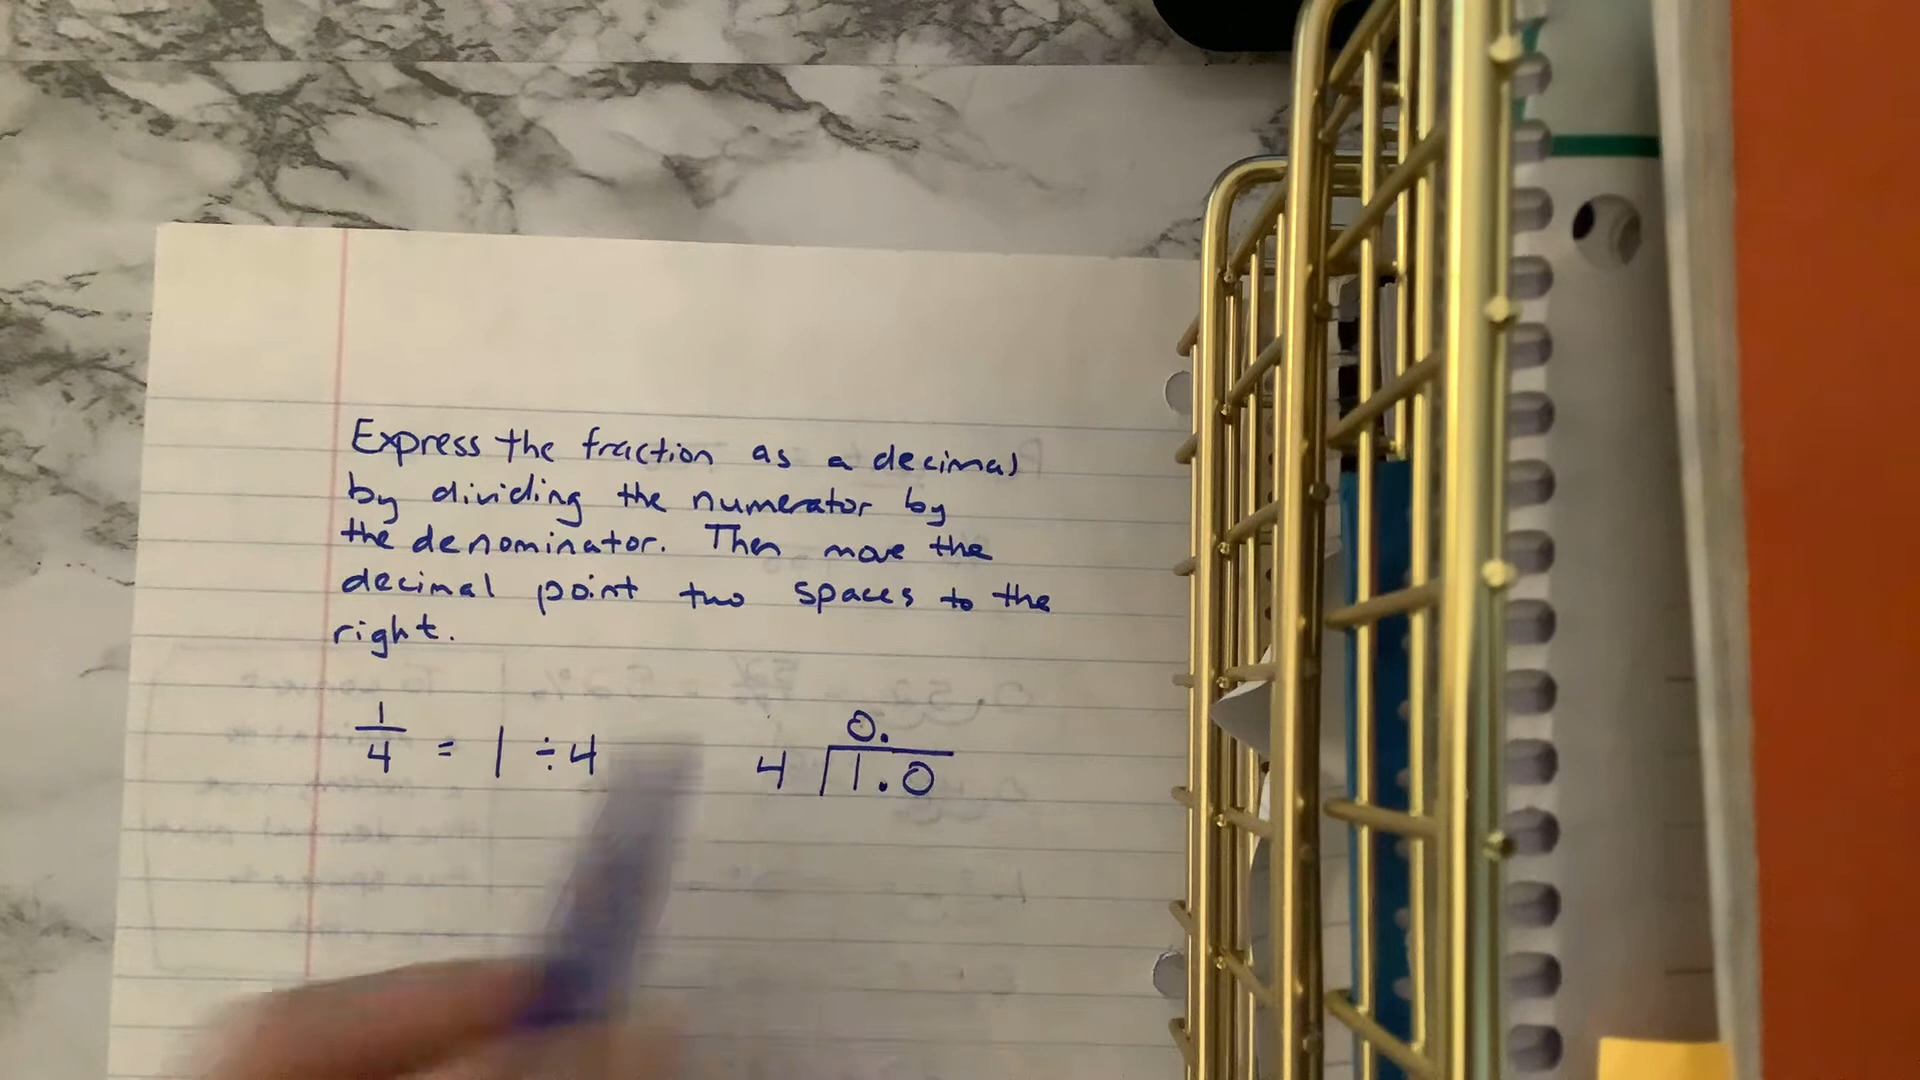 Express the fraction as a decimal
by dividing the numerator by
the denominator. Then move the
decimal point two spaces to the
right.
1/4 = 1 ÷ 4
0.
4 1.0